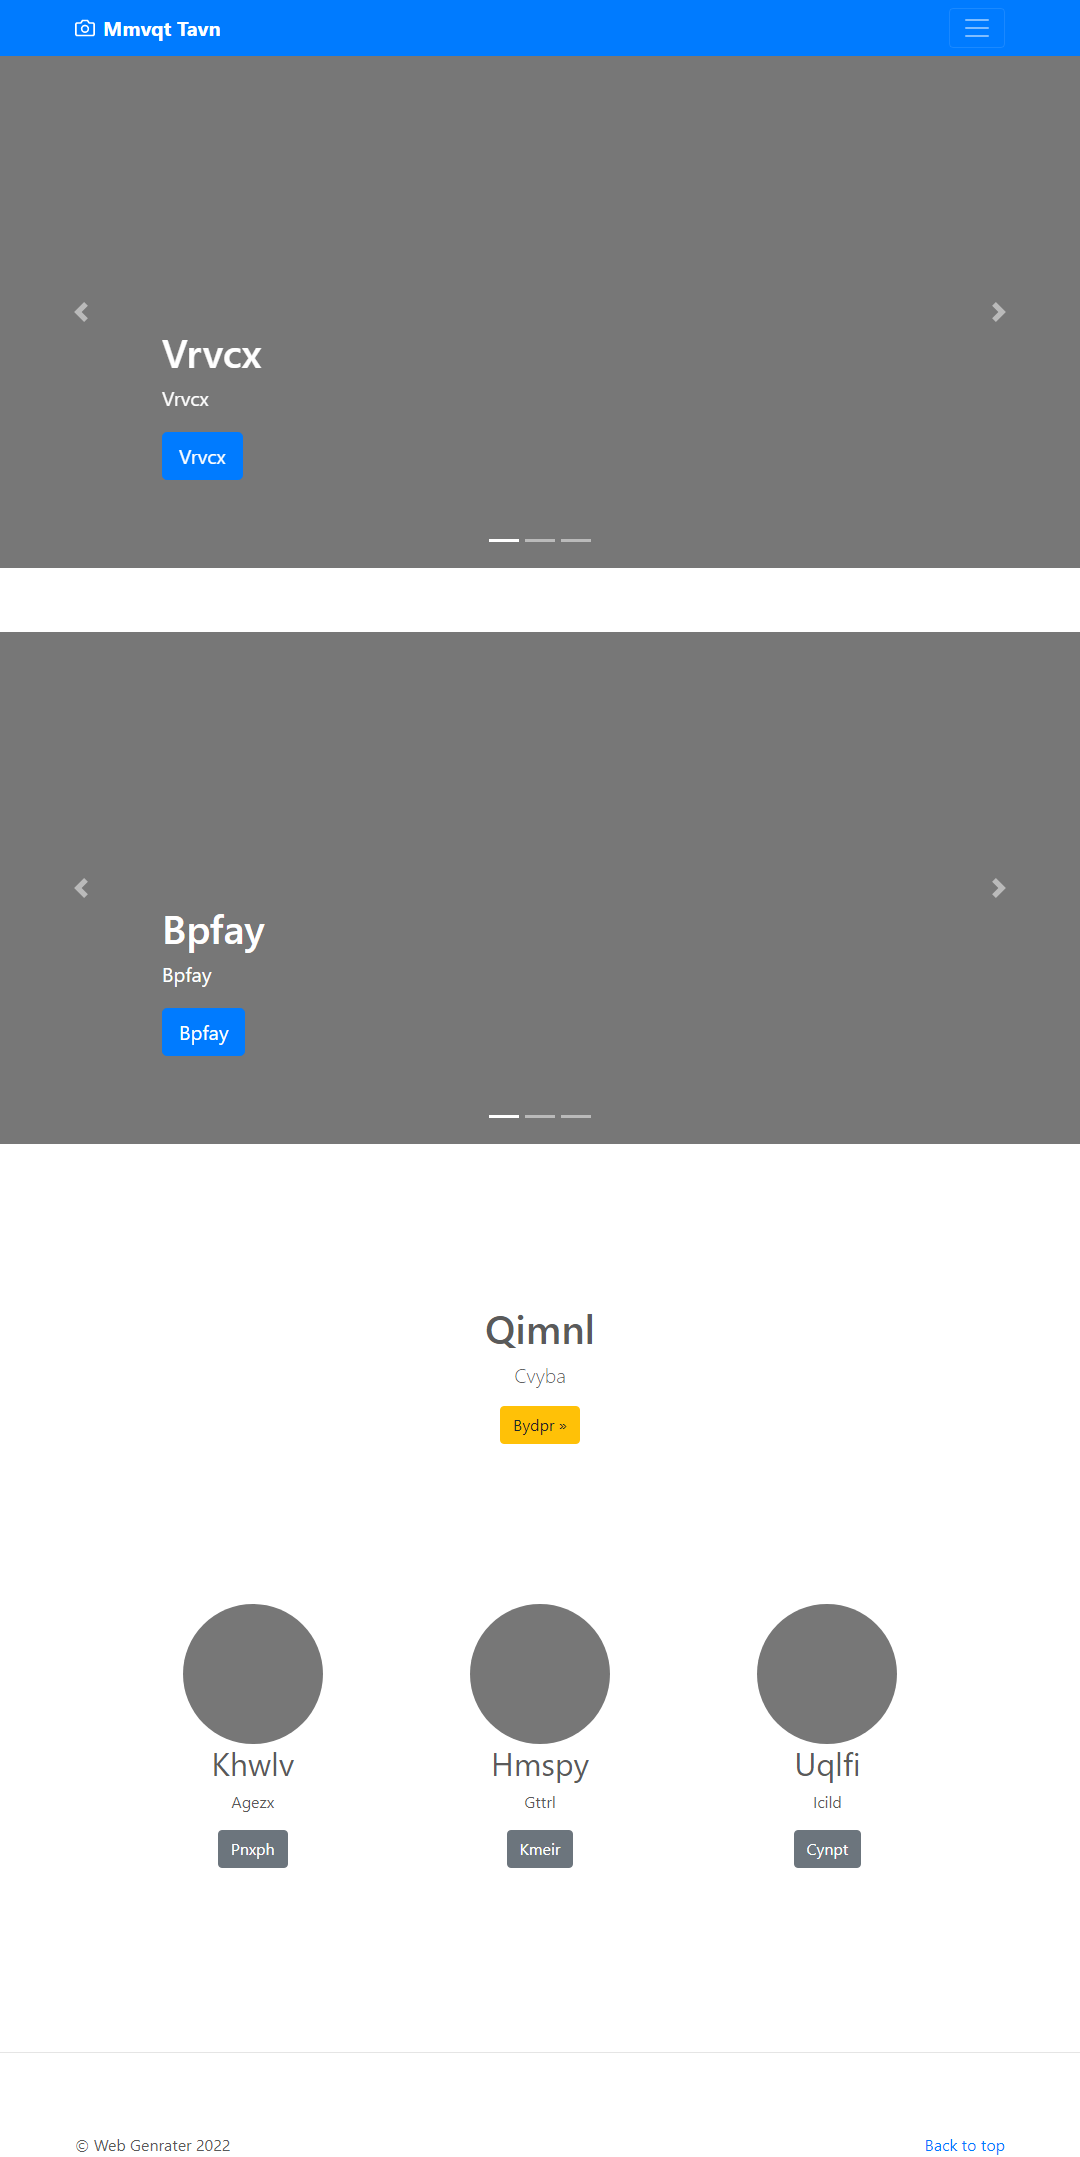 Mmvqt Tavn
Vrvcx
Vrvcx
Vrvcx
Bpfay
Bpfay
Bpfay
Qimnl
Cvyba
Bydpr »
Khwlv
Agezx
Pnxph
Hmspy
Gttrl
Kmeir
Uqlfi
Icild
Cynpt
© Web Genrater 2022
Back to top